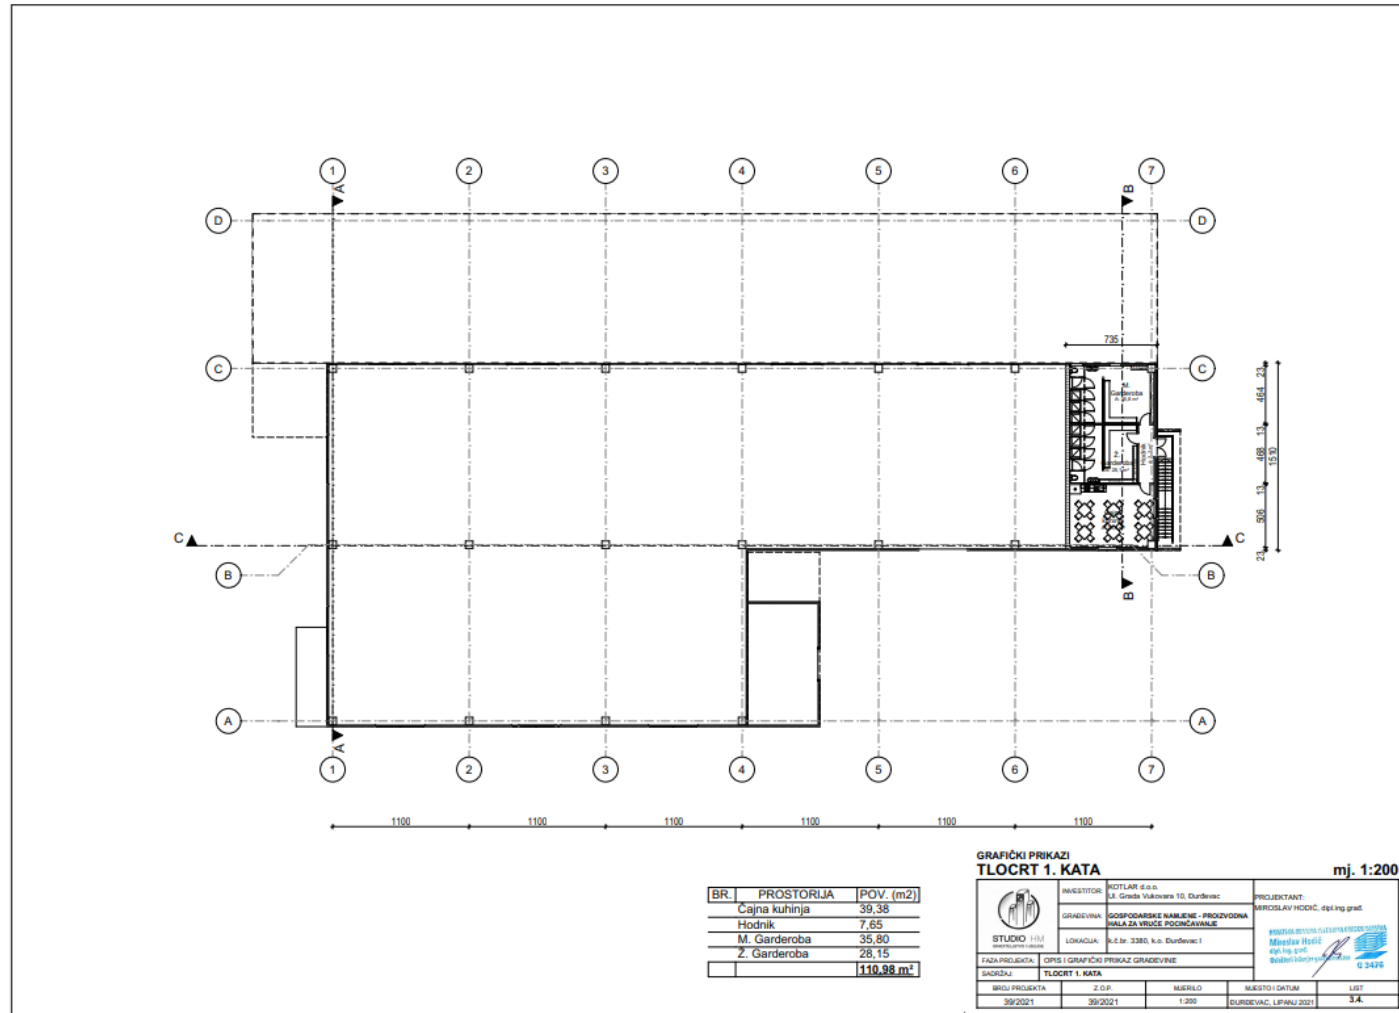 1 2 3 4 5 6 7
A B
D D
735
C C
23
464
13
468
13
506
23
1510
M.
Garderoba
Ž.
Hodnik
C C
B B
B
A A
A
1 2 3 4 5 6 7
1100 1100 1100 1100 1100 1100
BR. PROSTORIJA POV. (m2)
Čajna kuhinja 39,38
Hodnik 7,65
M. Garderoba 35,80
Ž. Garderoba 28,15
110,98 m²
GRAFIČKI PRIKAZI
TLOCRT 1. KATA mj. 1:200
STUDIO HM
INVESTITOR: KOTLAR d.o.o.
Ul. Grada Vukovara 10, Đurđevac
GRAĐEVINA: GOSPODARSKE NAMJENE - PROIZVODNA
HALA ZA VRUĆE POCINČAVANJE
LOKACIJA: k.č.br. 3380, k.o. Đurđevac I
PROJEKTANT:
MIROSLAV HODIĆ, dipl.ing.građ.
Miroslav Hodić
dipl. ing. građ.
G 3476
FAZA PROJEKTA: OPIS I GRAFIČKI PRIKAZ GRAĐEVINE
SADRŽAJ: TLOCRT 1. KATA
BROJ PROJEKTA Z.O.P. MJERILO MJESTO I DATUM LIST
39/2021 39/2021 1:200 ĐURĐEVAC, LIPANJ 2021 3.4.